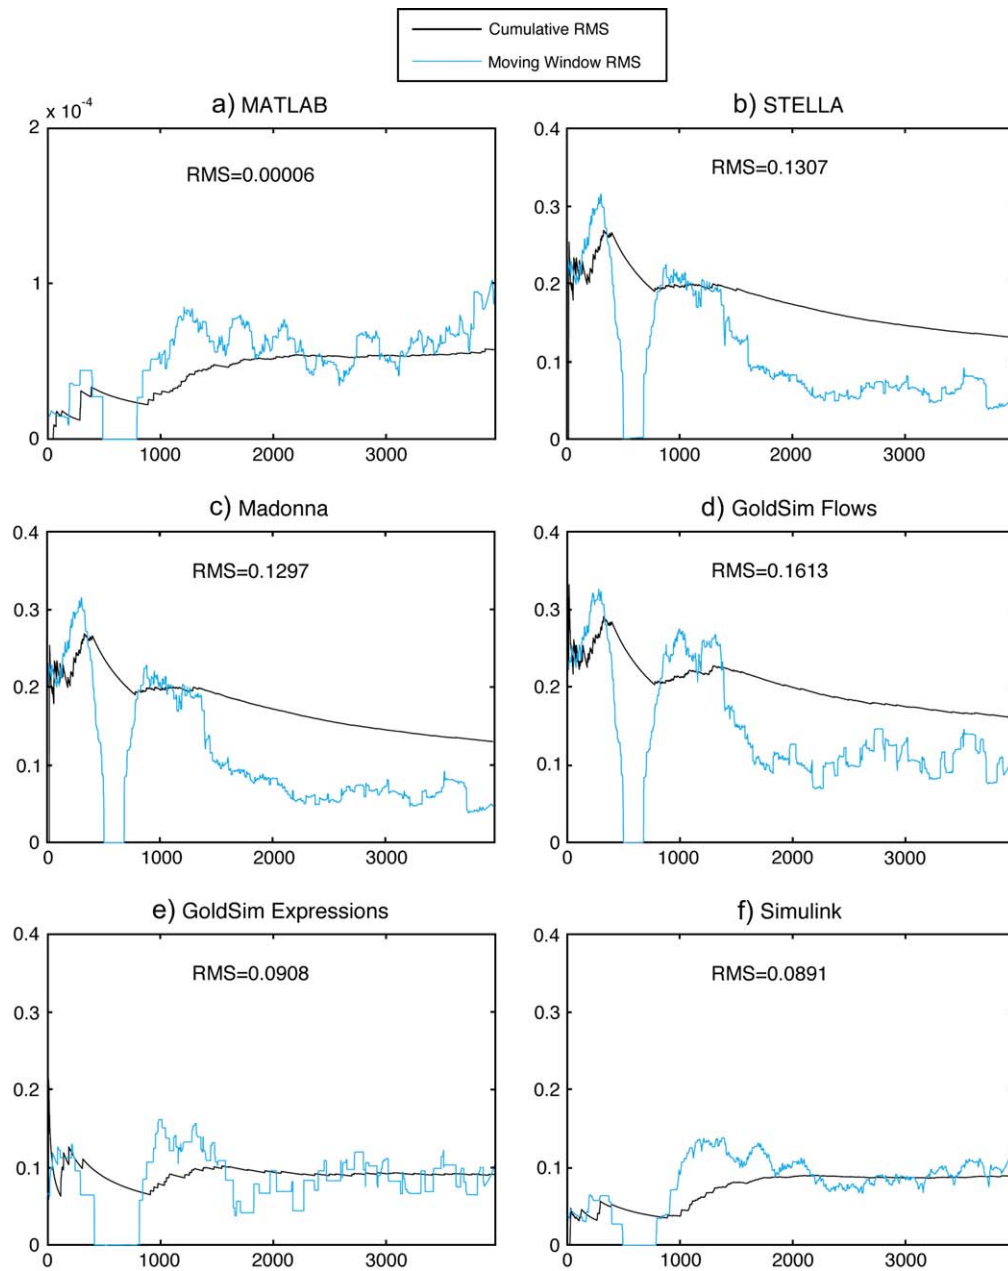 Cumulative RMS
Moving Window RMS
a) MATLAB
x 10-4
2
1
0
RMS=0.00006
0 1000 2000 3000
b) STELLA
0.4
0.3
0.2
0.1
0
RMS=0.1307
0 1000 2000 3000
c) Madonna
0.4
0.3
0.2
0.1
0
RMS=0.1297
0 1000 2000 3000
d) GoldSim Flows
0.4
0.3
0.2
0.1
0
RMS=0.1613
0 1000 2000 3000
e) GoldSim Expressions
0.4
0.3
0.2
0.1
0
RMS=0.0908
0 1000 2000 3000
f) Simulink
0.4
0.3
0.2
0.1
0
RMS=0.0891
0 1000 2000 3000